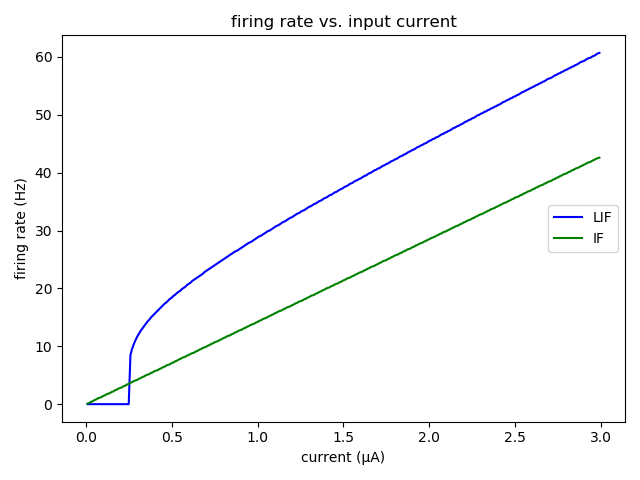 firing rate vs. input current
firing rate (Hz)
60
50
40
30
20
10
0
LIF
IF
0.0 0.5 1.0 1.5 2.0 2.5 3.0
current (μA)